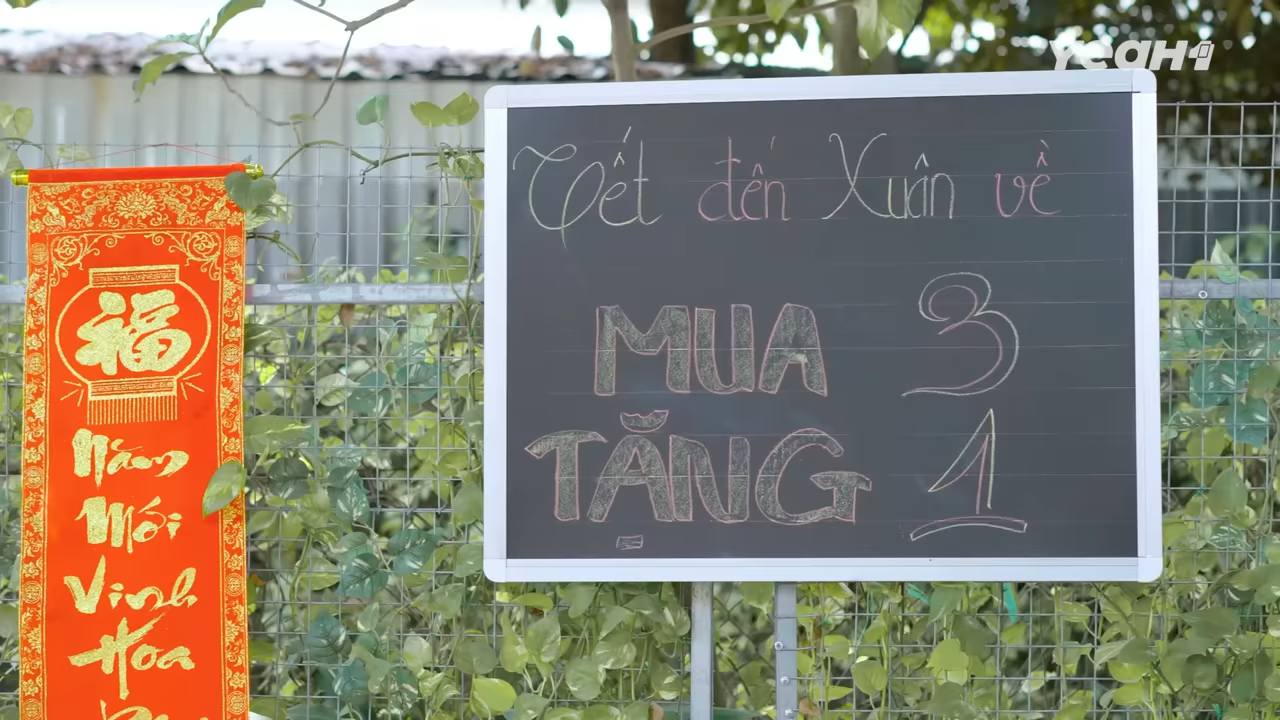 YeaH1
Tết đến Xuân về
MUA 3
TẶNG 1
福
Năm
Mới
Vinh
Hoa